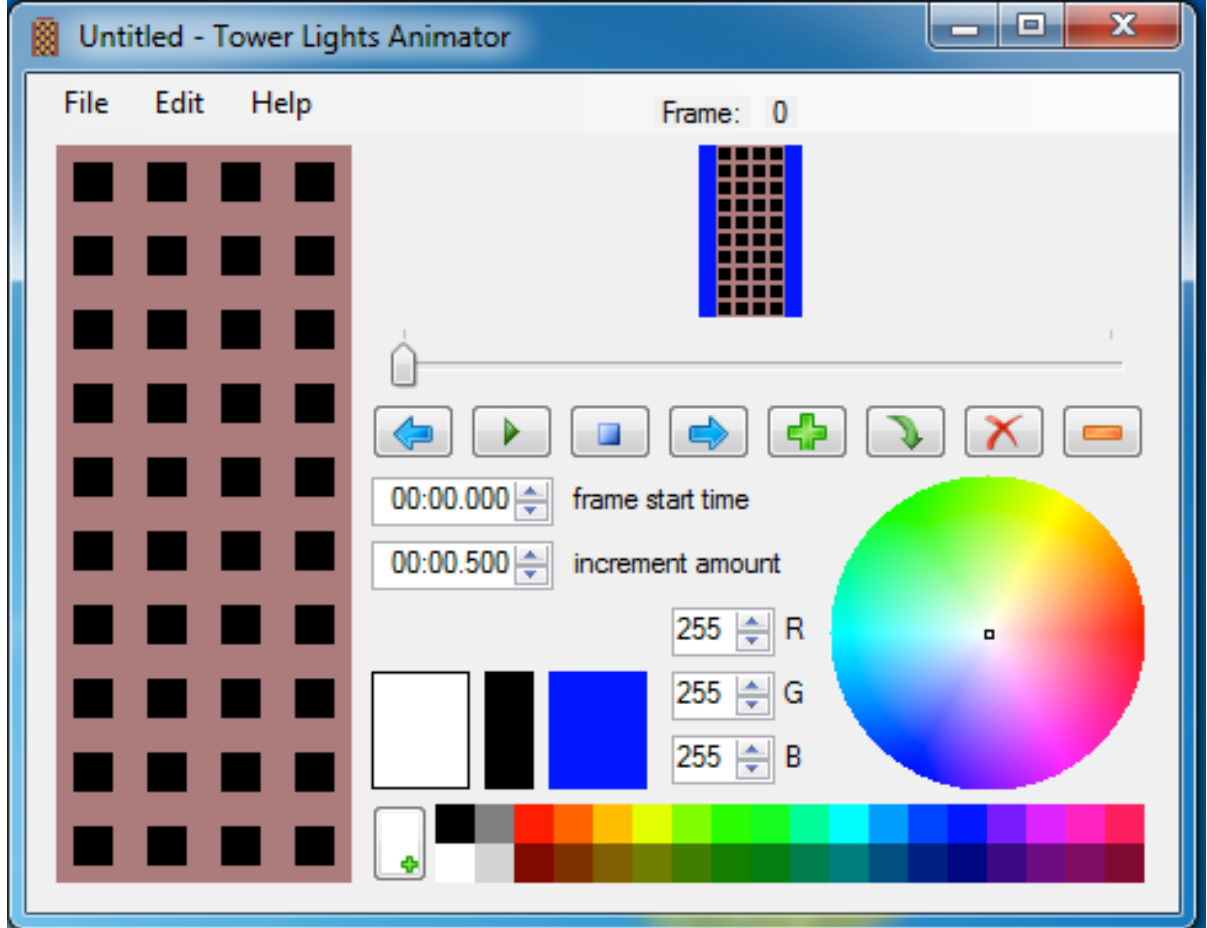 Untitled - Tower Lights Animator
File Edit Help
Frame: 0
00:00.000 frame start time
00:00.500 increment amount
255 R
255 G
255 B